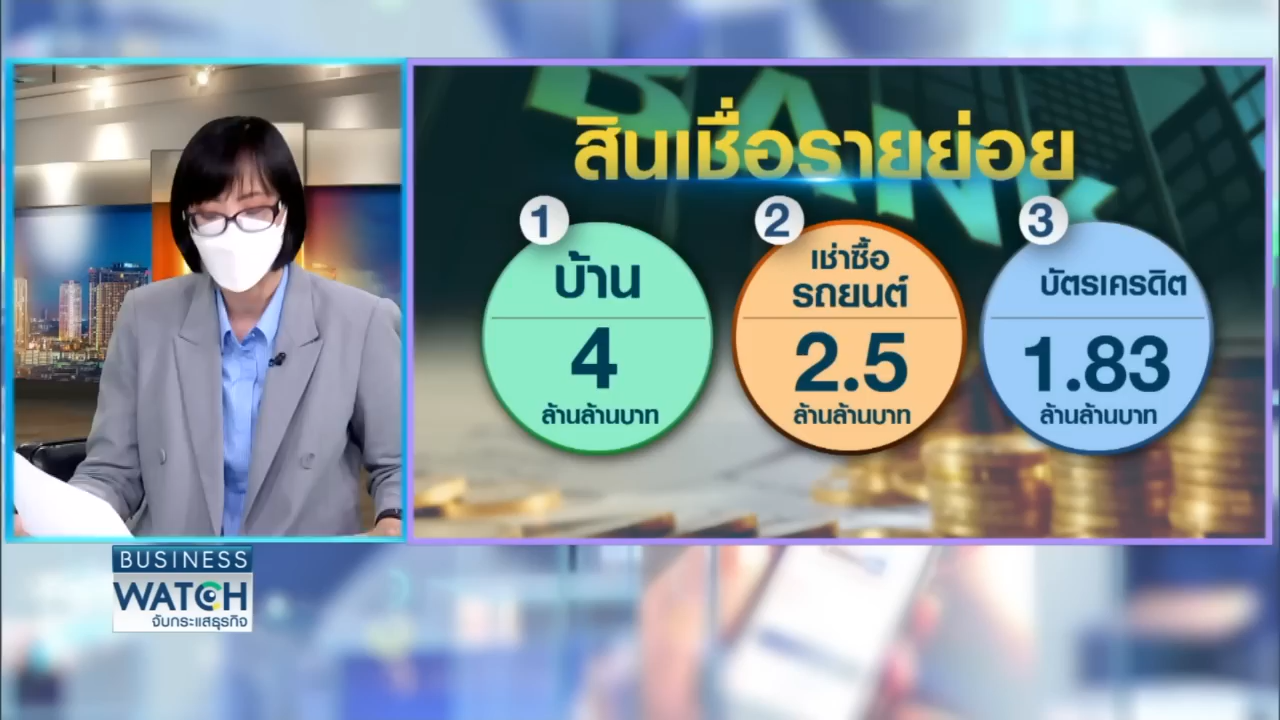 BANK
สินเชื่อรายย่อย
1
บ้าน
4
ล้านล้านบาท
2
เช่าซื้อ
รถยนต์
2.5
ล้านล้านบาท
3
บัตรเครดิต
1.83
ล้านล้านบาท
BUSINESS
WATCH
จับกระแสธุรกิจ